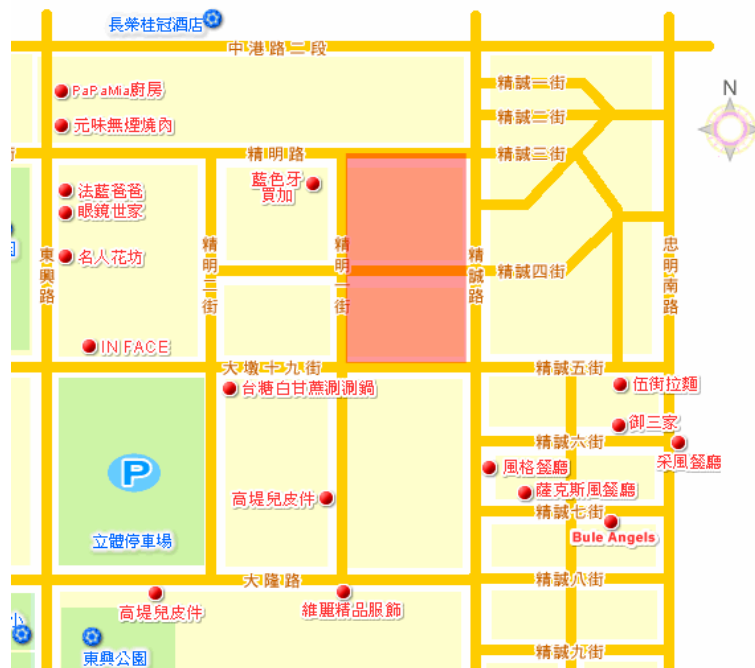 長榮桂冠酒店
中港路二段
N
PaPaMia廚房
精誠一街
元味無煙燒肉
精誠二街
街
精明路
精誠三街
藍色牙
買加
法藍爸爸
眼鏡世家
東興路
名人花坊
精明二街
精明一街
精誠路
精誠四街
忠明南路
IN FACE
大墩十九街
精誠五街
台糖白甘蔗涮涮鍋
伍街拉麵
御三家
精誠六街
采風餐廳
P
風格餐廳
薩克斯風餐廳
高堤兒皮件
精誠七街
Bule Angels
立體停車場
大隆路
精誠八街
高堤兒皮件
維麗精品服飾
小
東興公園
精誠九街